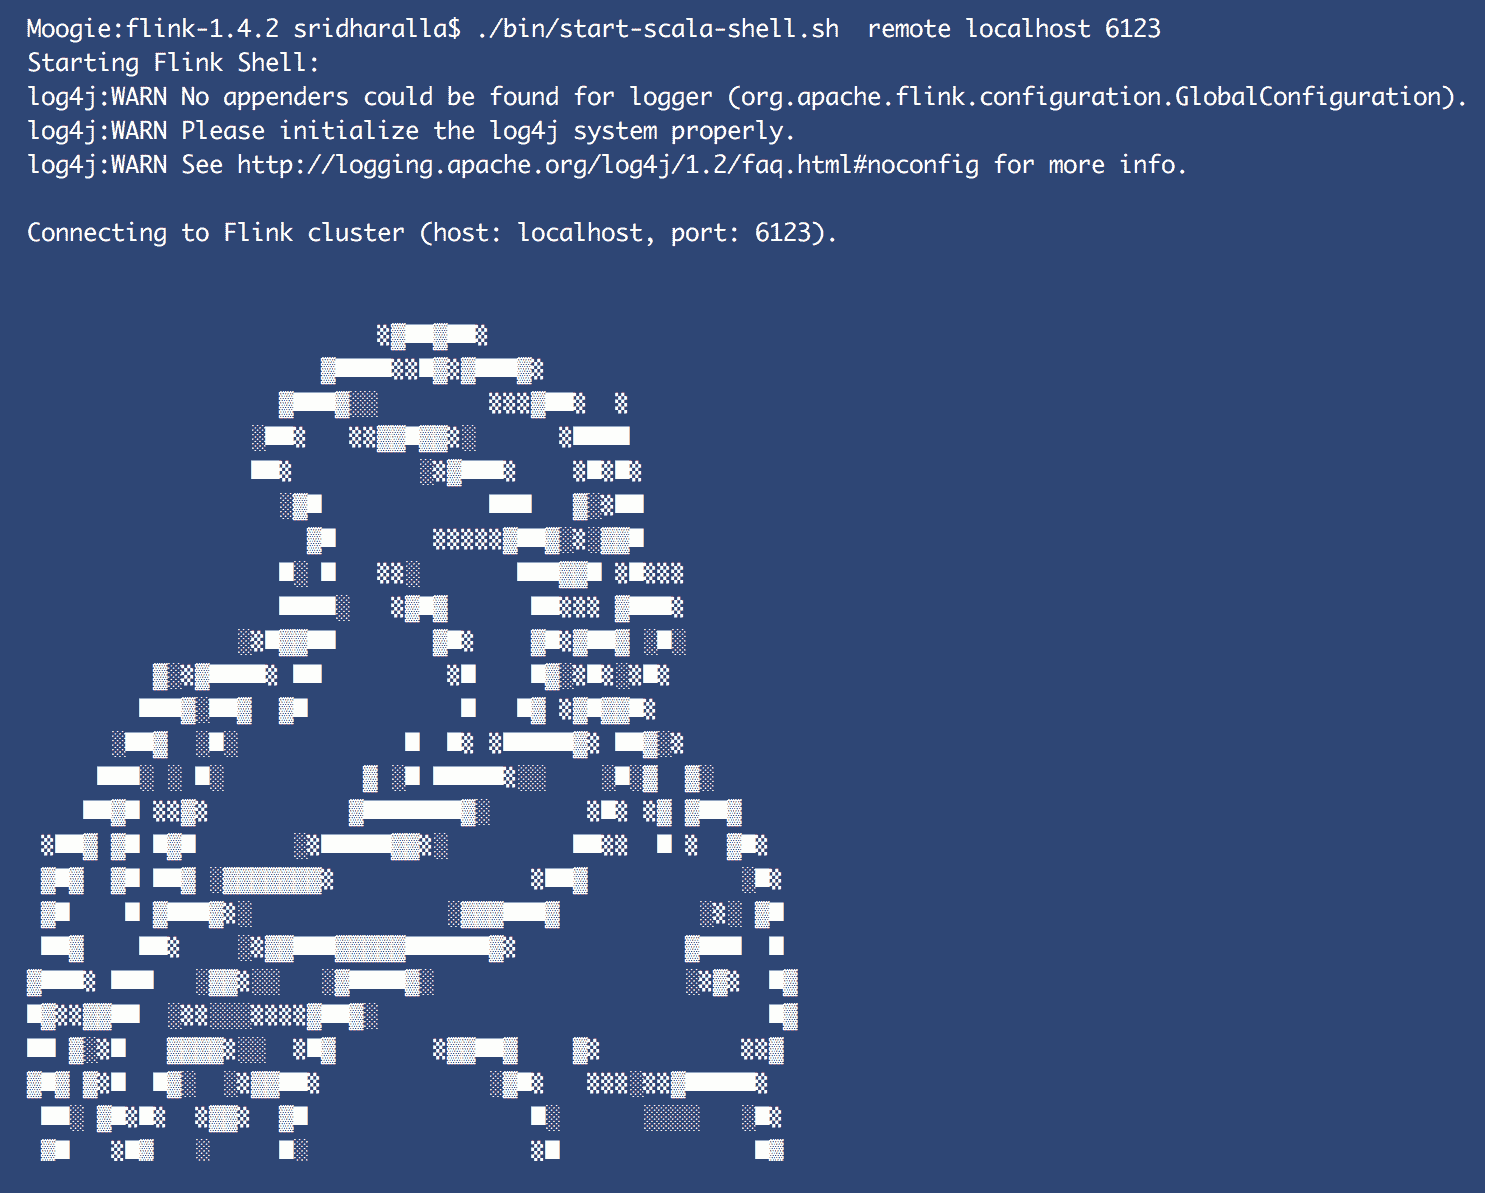 Moogie:flink-1.4.2 sridharalla$ ./bin/start-scala-shell.sh  remote localhost 6123
Starting Flink Shell:
log4j:WARN No appenders could be found for logger (org.apache.flink.configuration.GlobalConfiguration).
log4j:WARN Please initialize the log4j system properly.
log4j:WARN See http://logging.apache.org/log4j/1.2/faq.html#noconfig for more info.
Connecting to Flink cluster (host: localhost, port: 6123).